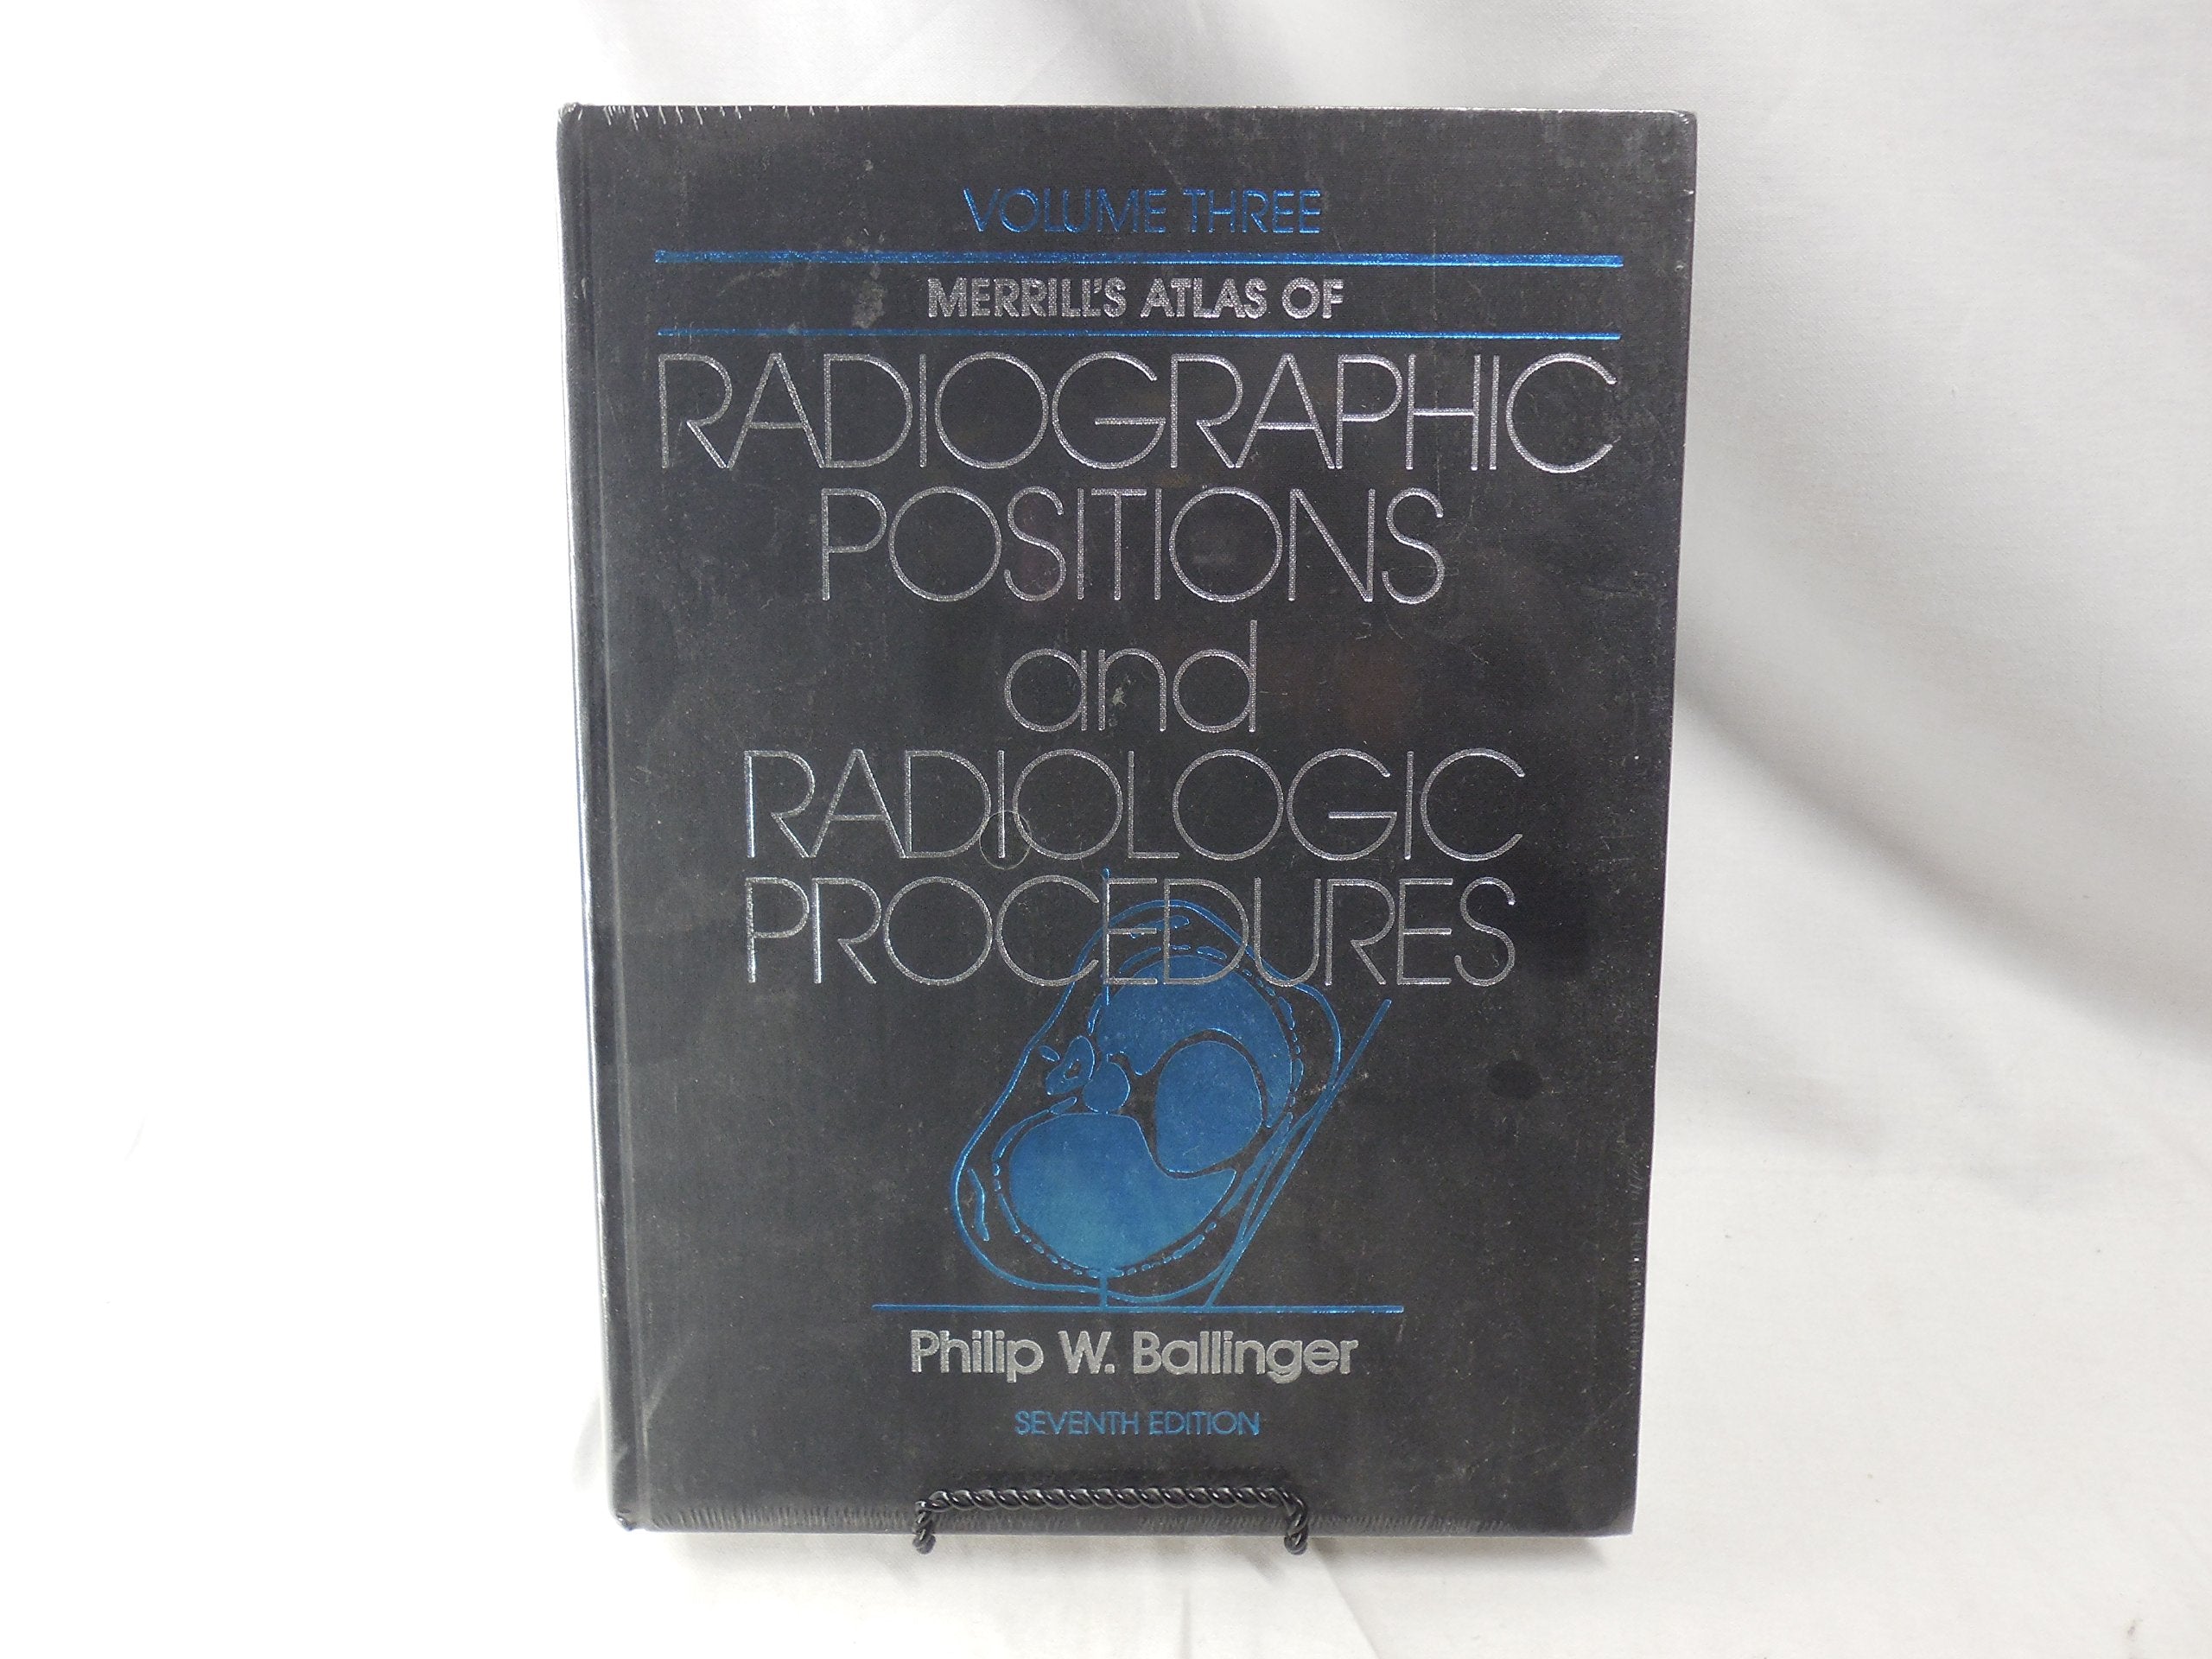 VOLUME THREE
MERRILL'S ATLAS OF
RADIOGRAPHIC
POSITIONS
and
RADIOLOGIC
PROCEDURES
Philip W. Ballinger
SEVENTH EDITION